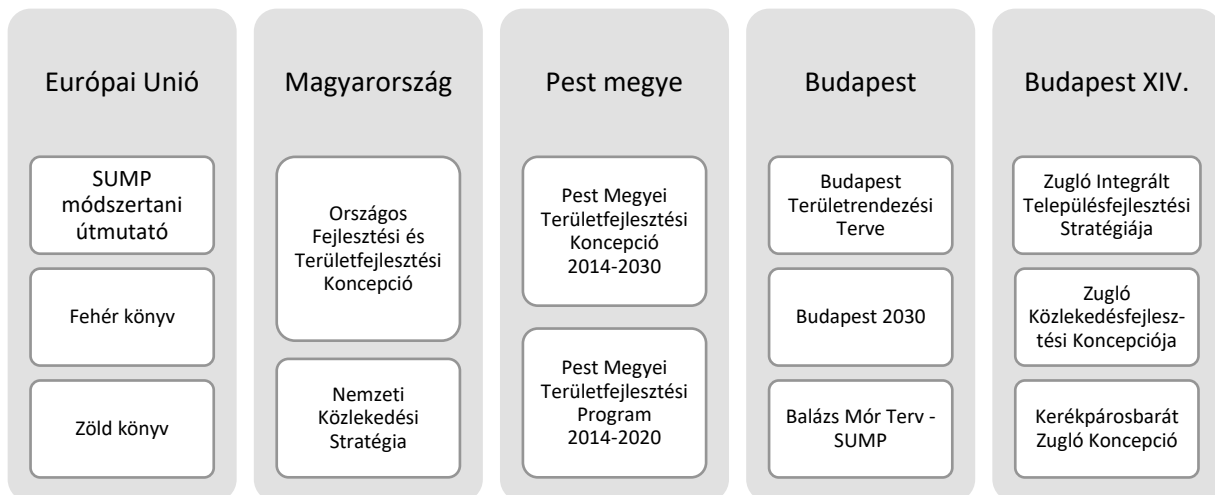 Európai Unió
SUMP
módszertani
útmutató
Fehér könyv
Zöld könyv
Magyarország
Országos
Fejlesztési és
Területfejlesztési
Koncepció
Nemzeti
Közlekedési
Stratégia
Pest megye
Pest Megyei
Területfejlesztési
Koncepció
2014-2030
Pest Megyei
Területfejlesztési
Program
2014-2020
Budapest
Budapest
Területrendezési
Terve
Budapest 2030
Balázs Mór Terv -
SUMP
Budapest XIV.
Zugló Integrált
Településfejlesztési
Stratégiája
Zugló
Közlekedésfejlesz-
tési Koncepciója
Kerékpárosbarát
Zugló Koncepció